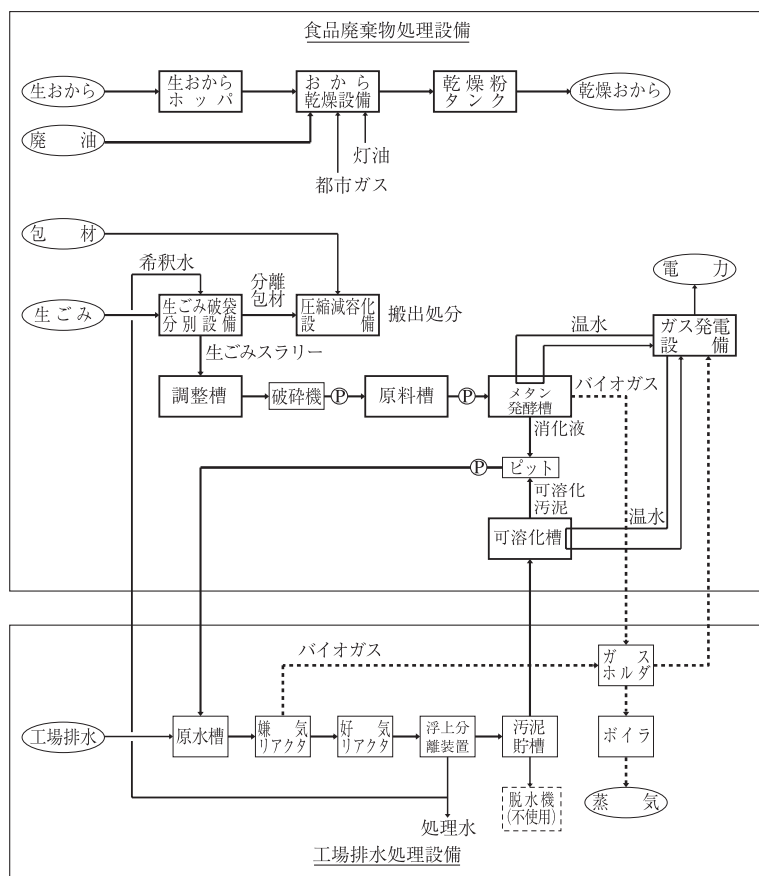 食品廃棄物処理設備
生おから
生おから
ホッパ
おから
乾燥設備
乾燥粉
タンク
乾燥おから
廃油
灯油
都市ガス
包材
希釈水
分離
包材
電力
生ごみ
生ごみ破袋
分別設備
圧縮減容化
設備
搬出処分
温水
ガス発電
設備
生ごみスラリー
バイオガス
調整槽
破砕機
P
原料槽
P
メタン
発酵槽
消化液
P
ピット
可溶化
汚泥
温水
可溶化槽
バイオガス
ガス
ホルダ
工場排水
原水槽
嫌気
リアクタ
好気
リアクタ
浮上分
離装置
汚泥
貯槽
ボイラ
脱水機
(不使用)
蒸気
処理水
工場排水処理設備